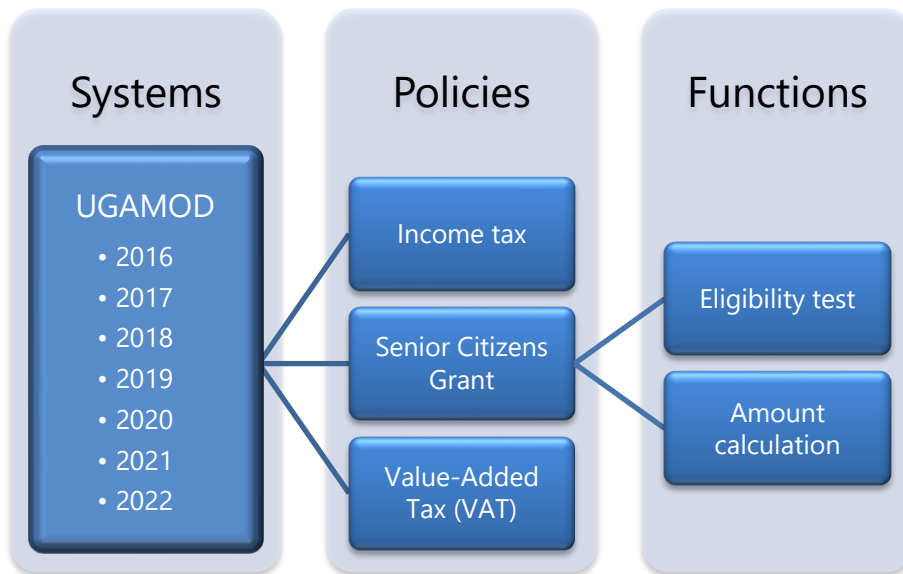 Systems
UGAMOD
• 2016
• 2017
• 2018
• 2019
• 2020
• 2021
• 2022
Policies
Income tax
Senior Citizens
Grant
Value-Added
Tax (VAT)
Functions
Eligibility test
Amount
calculation